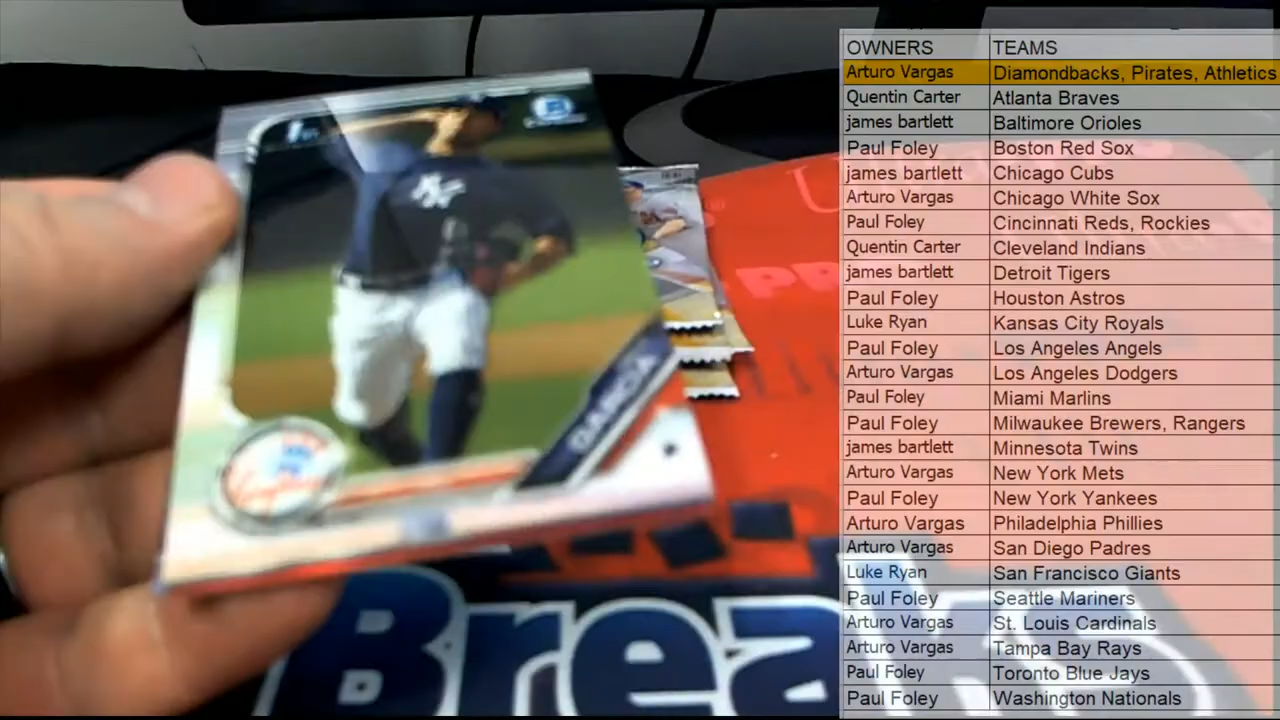 OWNERS TEAMS
Arturo Vargas Diamondbacks, Pirates, Athletics
Quentin Carter Atlanta Braves
james bartlett Baltimore Orioles
Paul Foley Boston Red Sox
james bartlett Chicago Cubs
Arturo Vargas Chicago White Sox
Paul Foley Cincinnati Reds, Rockies
Quentin Carter Cleveland Indians
james bartlett Detroit Tigers
Paul Foley Houston Astros
Luke Ryan Kansas City Royals
Paul Foley Los Angeles Angels
Arturo Vargas Los Angeles Dodgers
Paul Foley Miami Marlins
Paul Foley Milwaukee Brewers, Rangers
james bartlett Minnesota Twins
Arturo Vargas New York Mets
Paul Foley New York Yankees
Arturo Vargas Philadelphia Phillies
Arturo Vargas San Diego Padres
Luke Ryan San Francisco Giants
Paul Foley Seattle Mariners
Arturo Vargas St. Louis Cardinals
Arturo Vargas Tampa Bay Rays
Paul Foley Toronto Blue Jays
Paul Foley Washington Nationals
1st
NY
GARCIA
Breaks